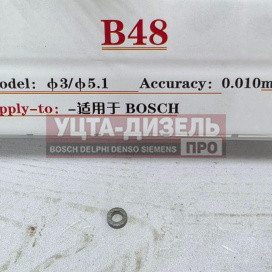 B48
odel: ф3/ф5.1 Accuracy: 0.010m
pply-to: -适用于 BOSCH
УЦТА-ДИЗЕЛЬ
ПРО
BOSCH DELPHI DENSO SIEMENS